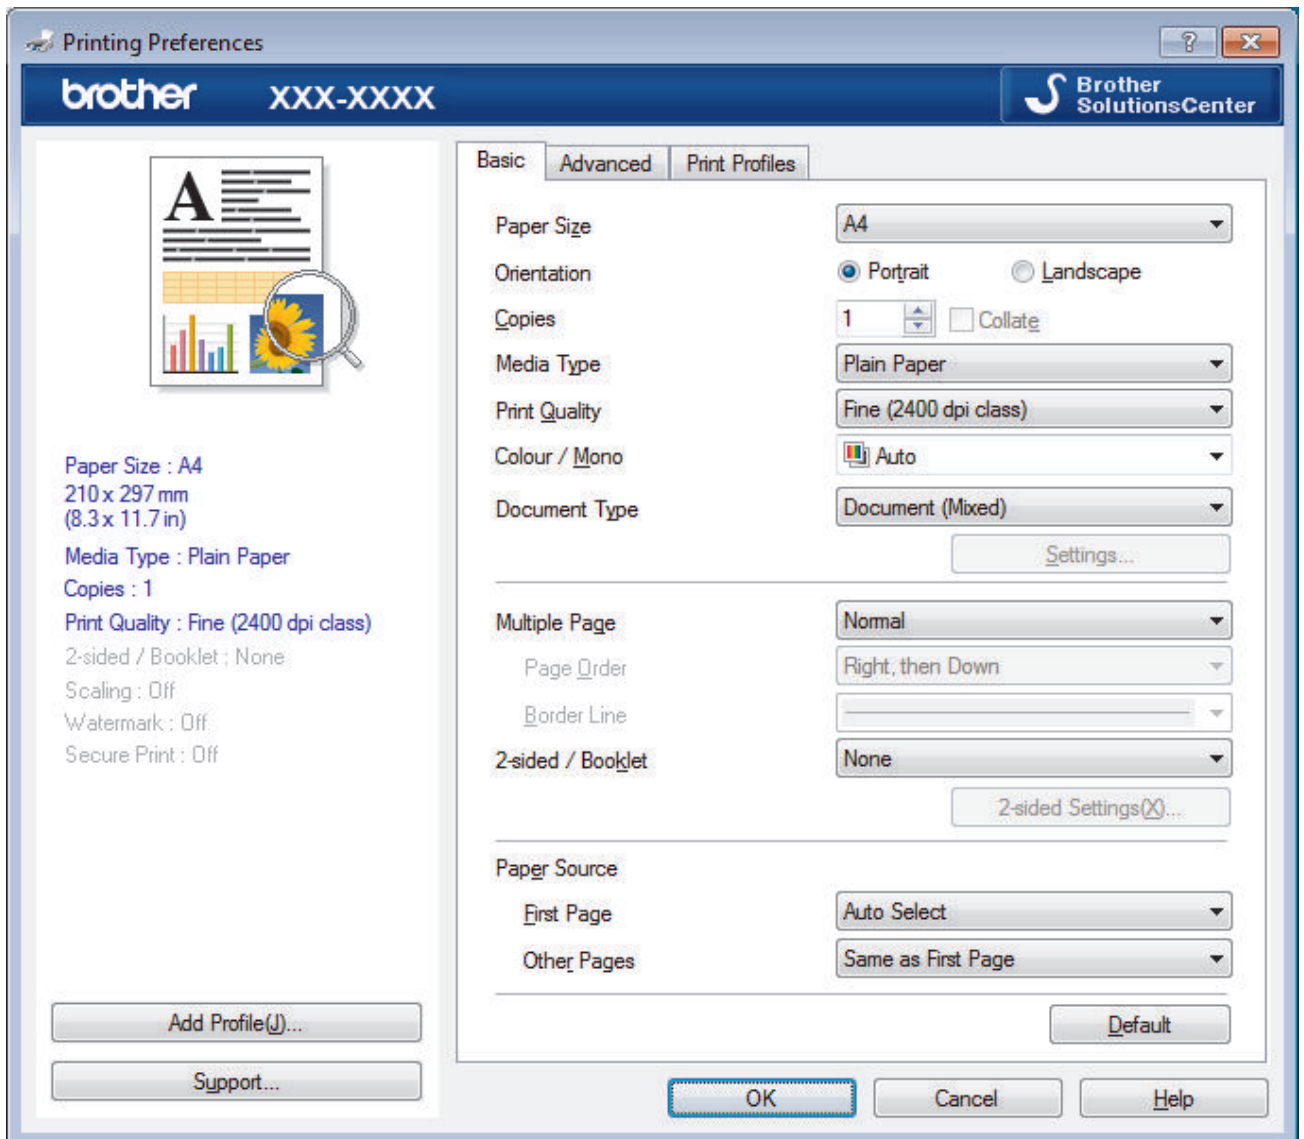 Printing Preferences
brother XXX-XXXX
Brother
SolutionsCenter
Basic Advanced Print Profiles
A
Paper Size A4
Orientation Portrait Landscape
Copies 1 Collate
Media Type Plain Paper
Print Quality Fine (2400 dpi class)
Colour / Mono Auto
Document Type Document (Mixed)
Settings...
Multiple Page Normal
Page Order Right, then Down
Border Line
2-sided / Booklet None
2-sided Settings(X)...
Paper Source
First Page Auto Select
Other Pages Same as First Page
Default
Paper Size : A4
210 x 297 mm
(8.3 x 11.7 in)
Media Type : Plain Paper
Copies : 1
Print Quality : Fine (2400 dpi class)
2-sided / Booklet : None
Scaling : Off
Watermark : Off
Secure Print : Off
Add Profile(J)...
Support...
OK Cancel Help